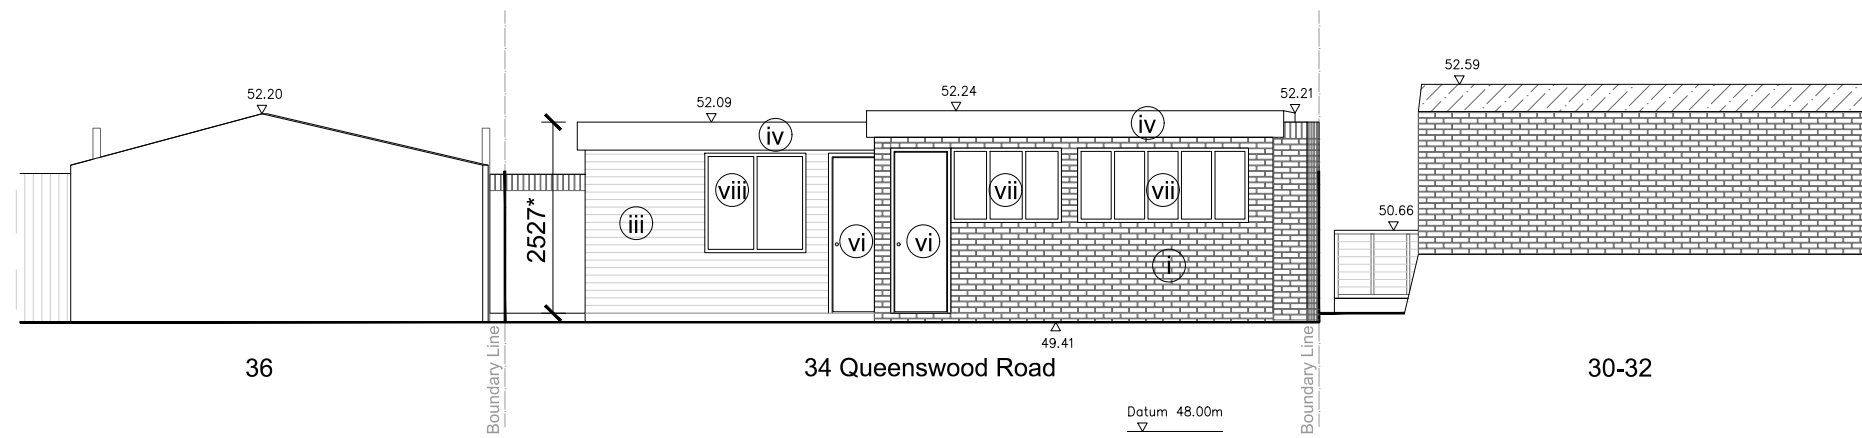 52.20
52.09
52.24
52.21
52.59
iv
iv
viii
vii
vii
iii
vi
vi
i
2527*
50.66
49.41
36
34 Queenswood Road
30-32
Boundary Line
Boundary Line
Datum 48.00m